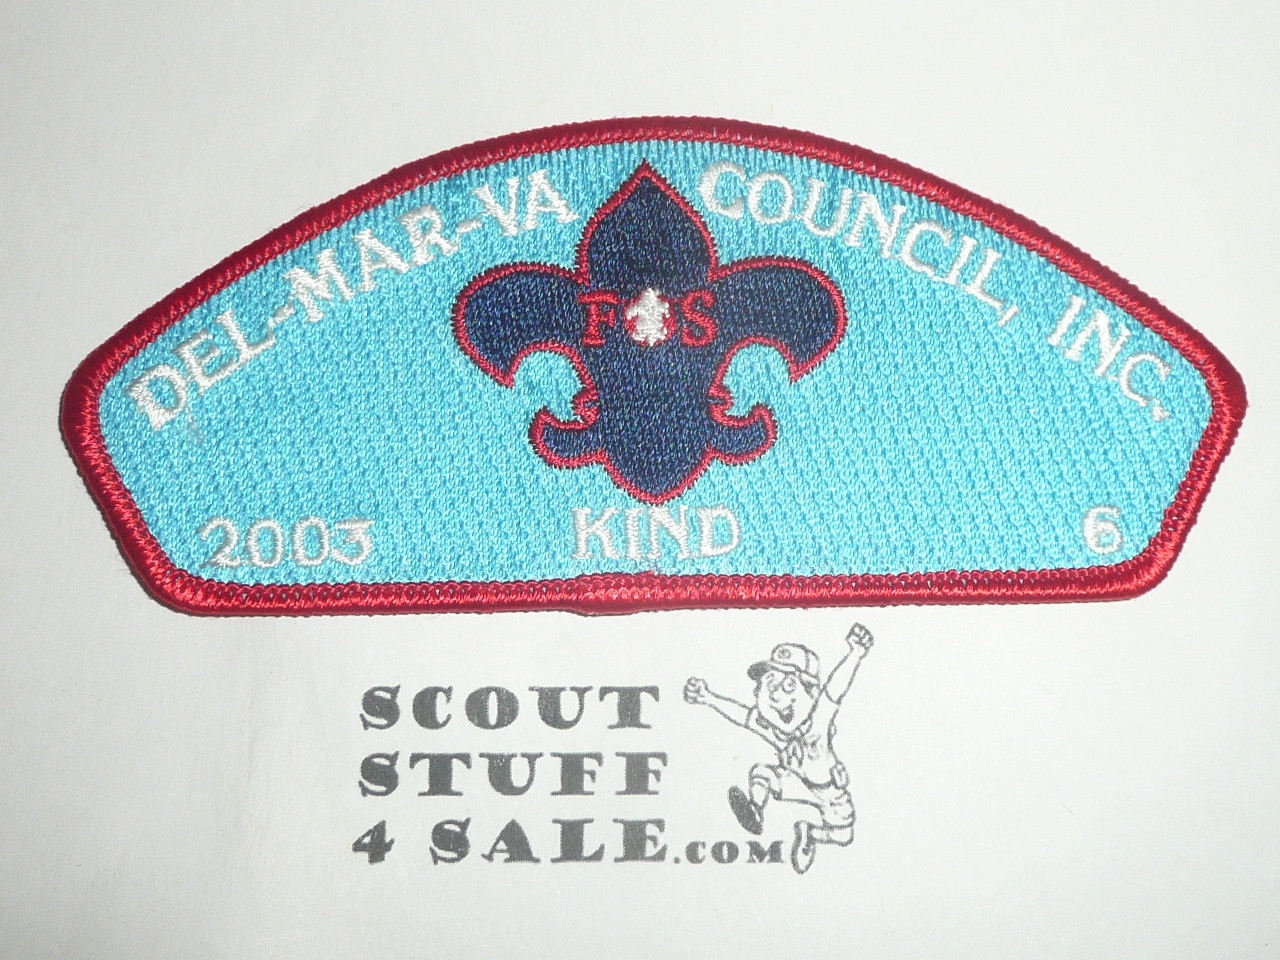 DEL-MAR-VA COUNCIL, INC.
FOS
2003 KIND 6
SCOUT
STUFF
4 SALE.COM